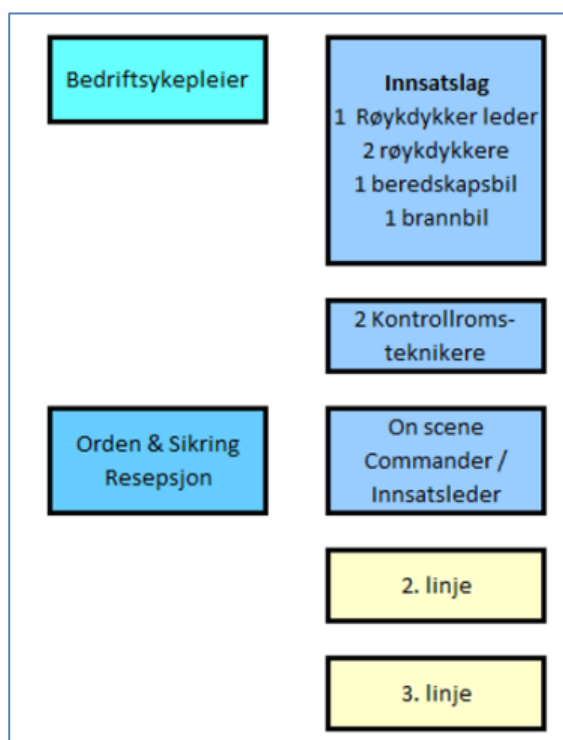 Bedriftsykepleier
Innsatslag
1 Røykdykker leder
2 røykdykkere
1 beredskapsbil
1 brannbil
2 Kontrollroms-
teknikere
Orden & Sikring
Resepsjon
On scene
Commander /
Innsatsleder
2. linje
3. linje